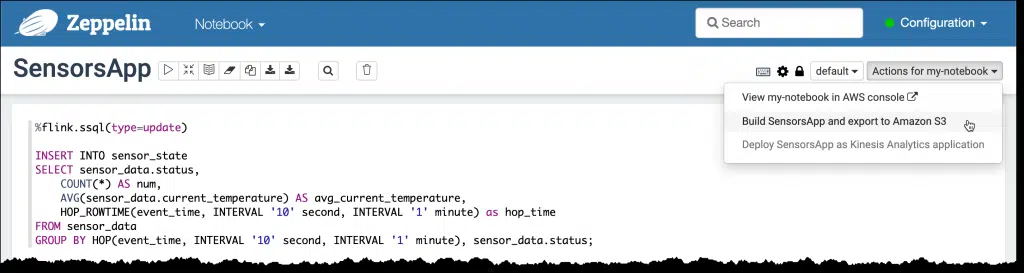 Zeppelin
Notebook
Search
Configuration
SensorsApp
default
Actions for my-notebook
View my-notebook in AWS console
Build SensorsApp and export to Amazon S3
Deploy SensorsApp as Kinesis Analytics application
%flink.ssql(type=update)
INSERT INTO sensor_state
SELECT sensor_data.status,
COUNT(*) AS num,
AVG(sensor_data.current_temperature) AS avg_current_temperature,
HOP_ROWTIME(event_time, INTERVAL '10' second, INTERVAL '1' minute) as hop_time
FROM sensor_data
GROUP BY HOP(event_time, INTERVAL '10' second, INTERVAL '1' minute), sensor_data.status;